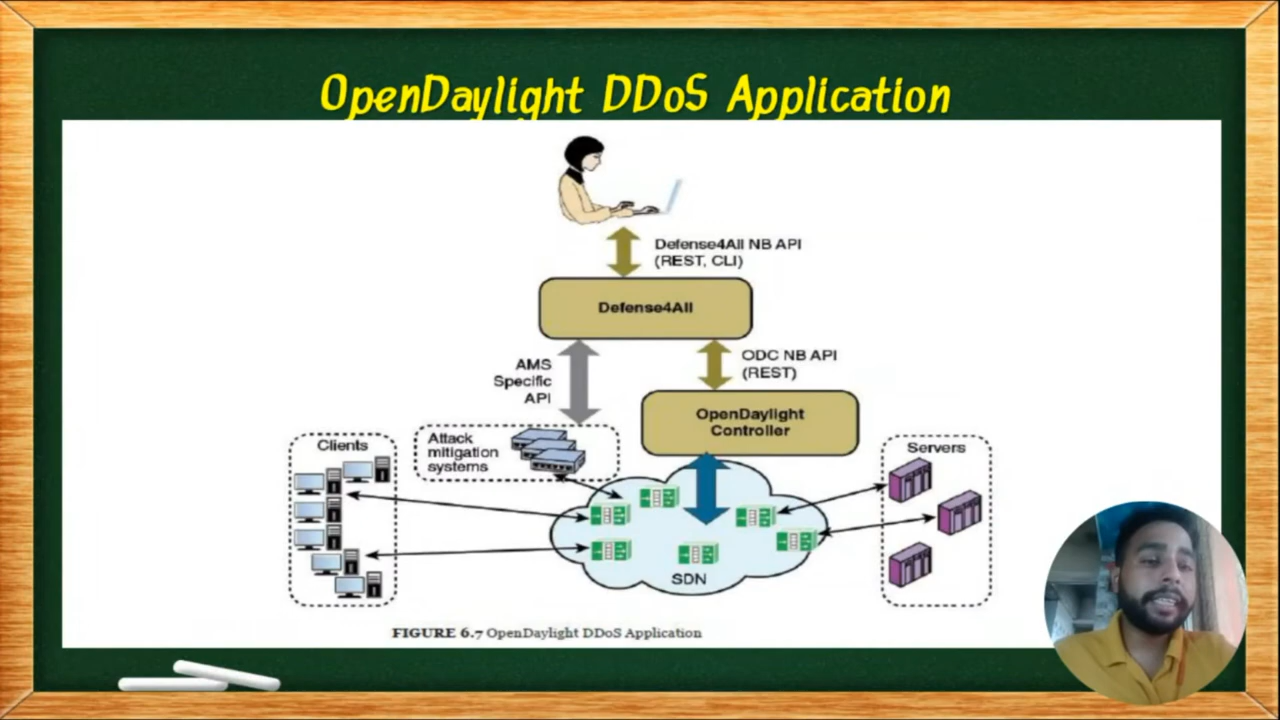 OpenDaylight DDoS Application
Defense4All NB API
(REST, CLI)
Defense4All
AMS
Specific
API
ODC NB API
(REST)
OpenDaylight
Controller
Clients
Attack
mitigation
systems
Servers
SDN
FIGURE 6.7 OpenDaylight DDoS Application